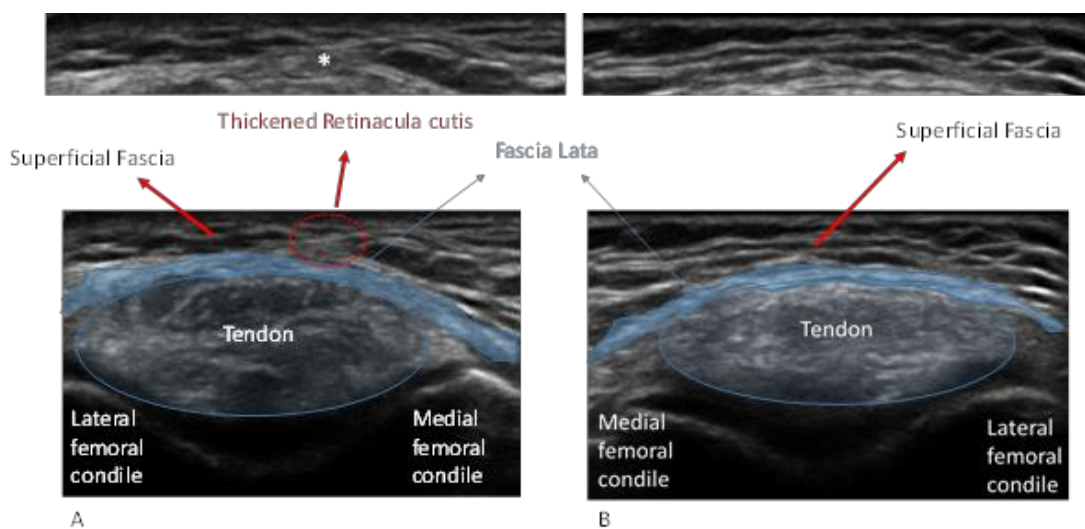 *
Thickened Retinacula cutis
Superficial Fascia
Fascia Lata
Superficial Fascia
Tendon
Lateral
femoral
condile
Medial
femoral
condile
A
Tendon
Medial
femoral
condile
Lateral
femoral
condile
B